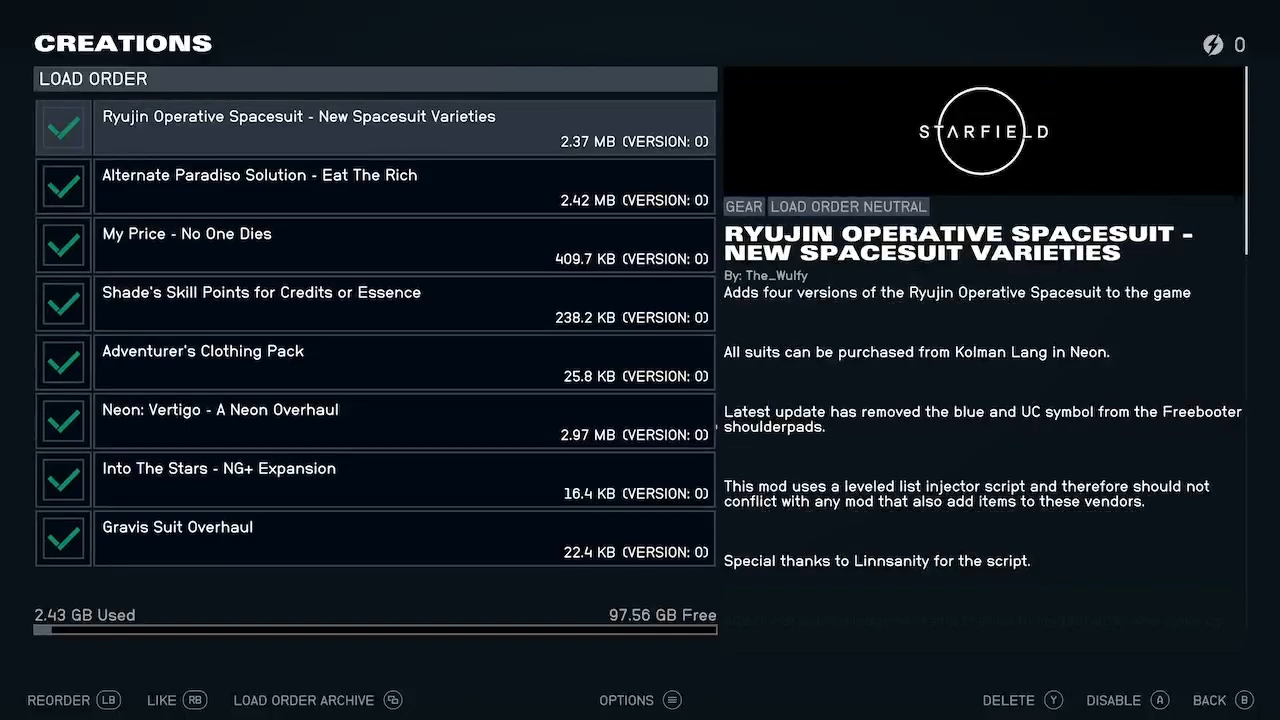 CREATIONS
0
LOAD ORDER
Ryujin Operative Spacesuit - New Spacesuit Varieties
2.37 MB (VERSION: 0)
Alternate Paradiso Solution - Eat The Rich
2.42 MB (VERSION: 0)
My Price - No One Dies
409.7 KB (VERSION: 0)
Shade's Skill Points for Credits or Essence
238.2 KB (VERSION: 0)
Adventurer's Clothing Pack
25.8 KB (VERSION: 0)
Neon: Vertigo - A Neon Overhaul
2.97 MB (VERSION: 0)
Into The Stars - NG+ Expansion
16.4 KB (VERSION: 0)
Gravis Suit Overhaul
22.4 KB (VERSION: 0)
2.43 GB Used
97.56 GB Free
STARFIELD
GEAR LOAD ORDER NEUTRAL
RYUJIN OPERATIVE SPACESUIT -
NEW SPACESUIT VARIETIES
By: The_Wulfy
Adds four versions of the Ryujin Operative Spacesuit to the game
All suits can be purchased from Kolman Lang in Neon.
Latest update has removed the blue and UC symbol from the Freebooter
shoulderpads.
This mod uses a leveled list injector script and therefore should not
conflict with any mod that also add items to these vendors.
Special thanks to Linnsanity for the script.
REORDER LB
LIKE RB
LOAD ORDER ARCHIVE
OPTIONS
DELETE Y
DISABLE A
BACK B